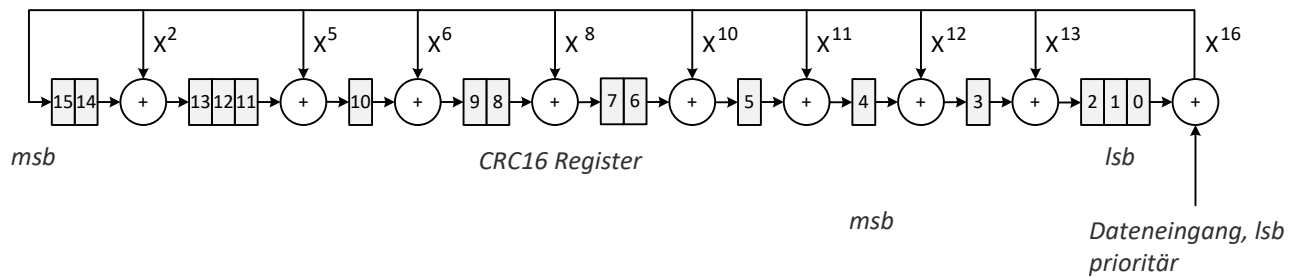 X² X⁵ X⁶ X⁸ X¹⁰ X¹¹ X¹² X¹³ X¹⁶
15 14 + 13 12 11 + 10 + 9 8 + 7 6 + 5 + 4 + 3 + 2 1 0 +
msb CRC16 Register lsb
msb
Dateneingang, lsb
prioritär